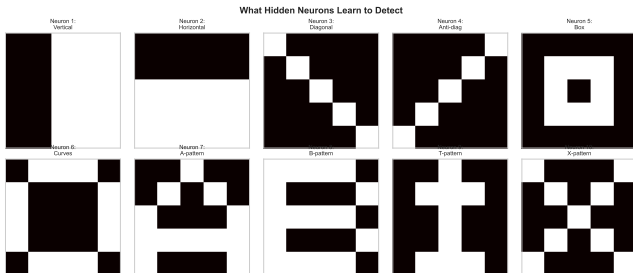 What Hidden Neurons Learn to Detect
Neuron 1:
Vertical
Neuron 2:
Horizontal
Neuron 3:
Diagonal
Neuron 4:
Anti-diag
Neuron 5:
Box
Neuron 6:
Curves
Neuron 7:
A-pattern
B-pattern
T-pattern
X-pattern